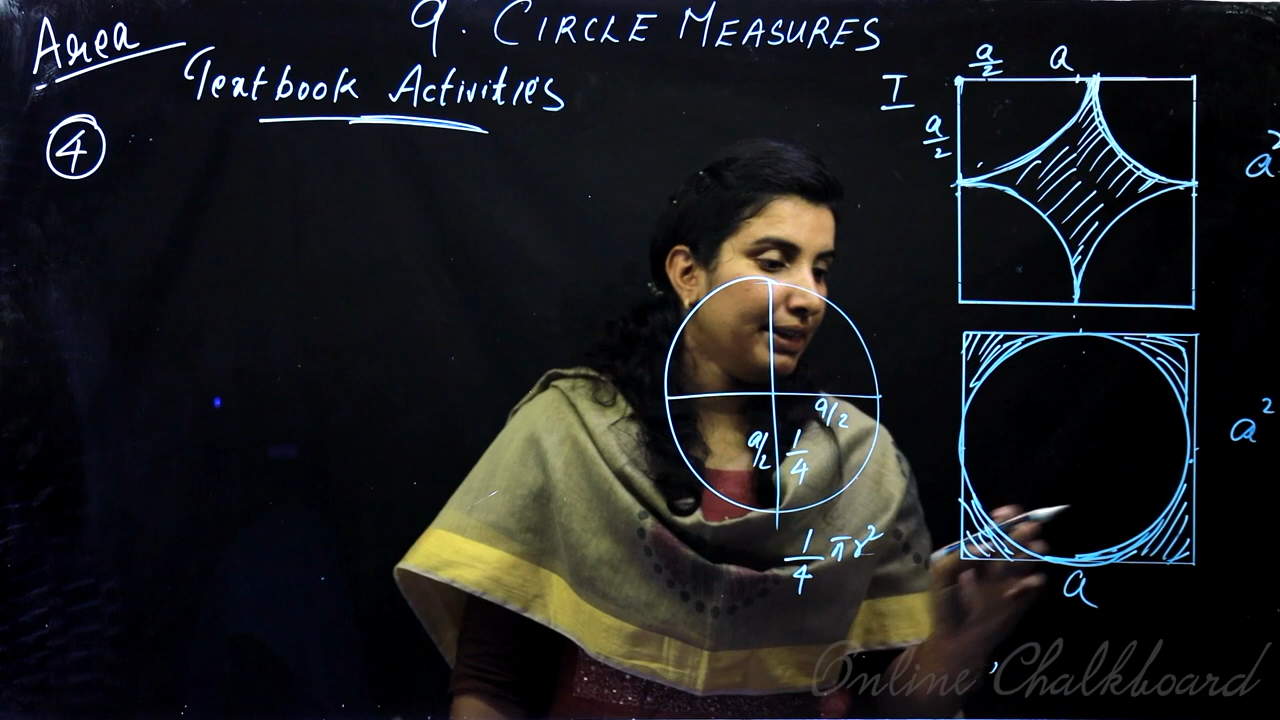 Area
9. CIRCLE MEASURES
Textbook Activities
4
I
a/2 a
a/2
a²
a/2
a/2 1/4
1/4 πr²
a²
a
Online Chalkboard